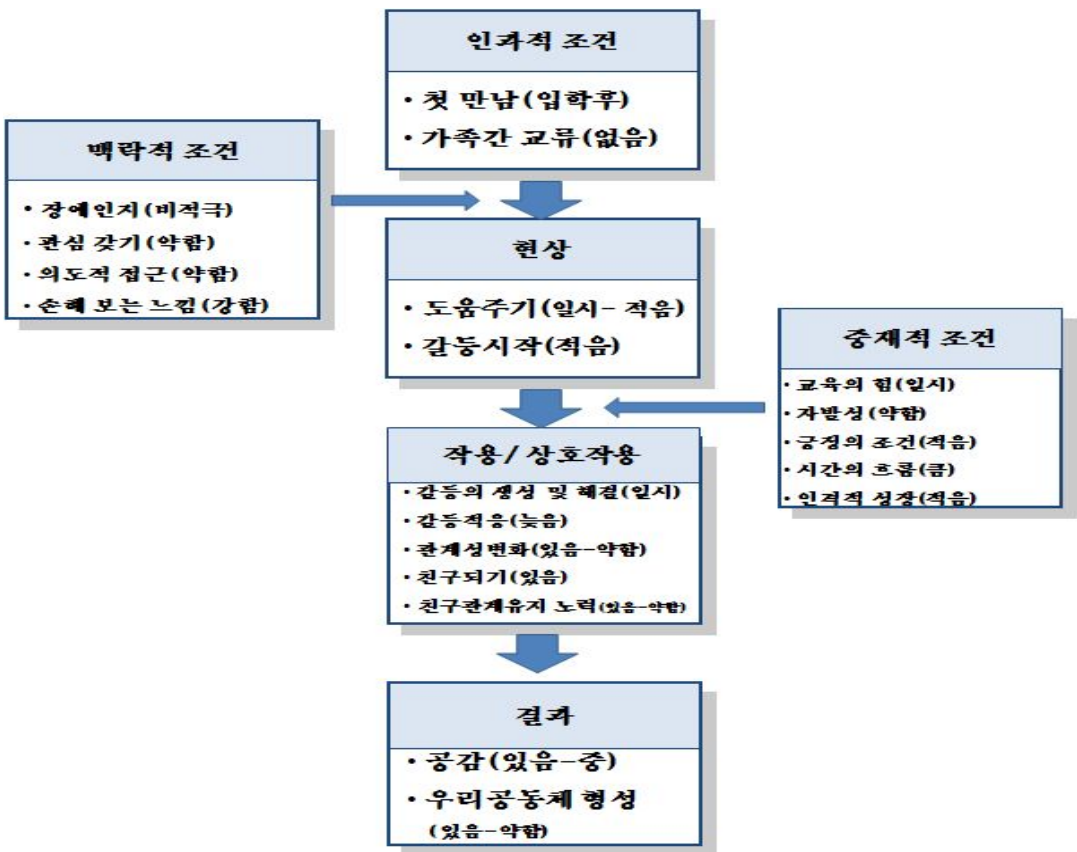 인과적 조건
• 첫 만남(입학후)
• 가족간 교류(없음)
맥락적 조건
• 장애인지(비적극)
• 관심 갖기(약함)
• 의도적 접근(약함)
• 손해 보는 느낌(강함)
현상
• 도움주기(일시- 적음)
• 갈등시작(적음)
중재적 조건
• 교육의 힘(일시)
• 자발성(약함)
• 긍정의 조건(적음)
• 시간의 흐름(큼)
• 인격적 성장(적음)
작용/ 상호작용
• 갈등의 생성 및 해결(일시)
• 갈등적응(늦음)
• 관계성변화(있음-약함)
• 친구되기(있음)
• 친구관계유지 노력(있음-약함)
결과
• 공감(있음-중)
• 우리공동체 형성
(있음-약함)